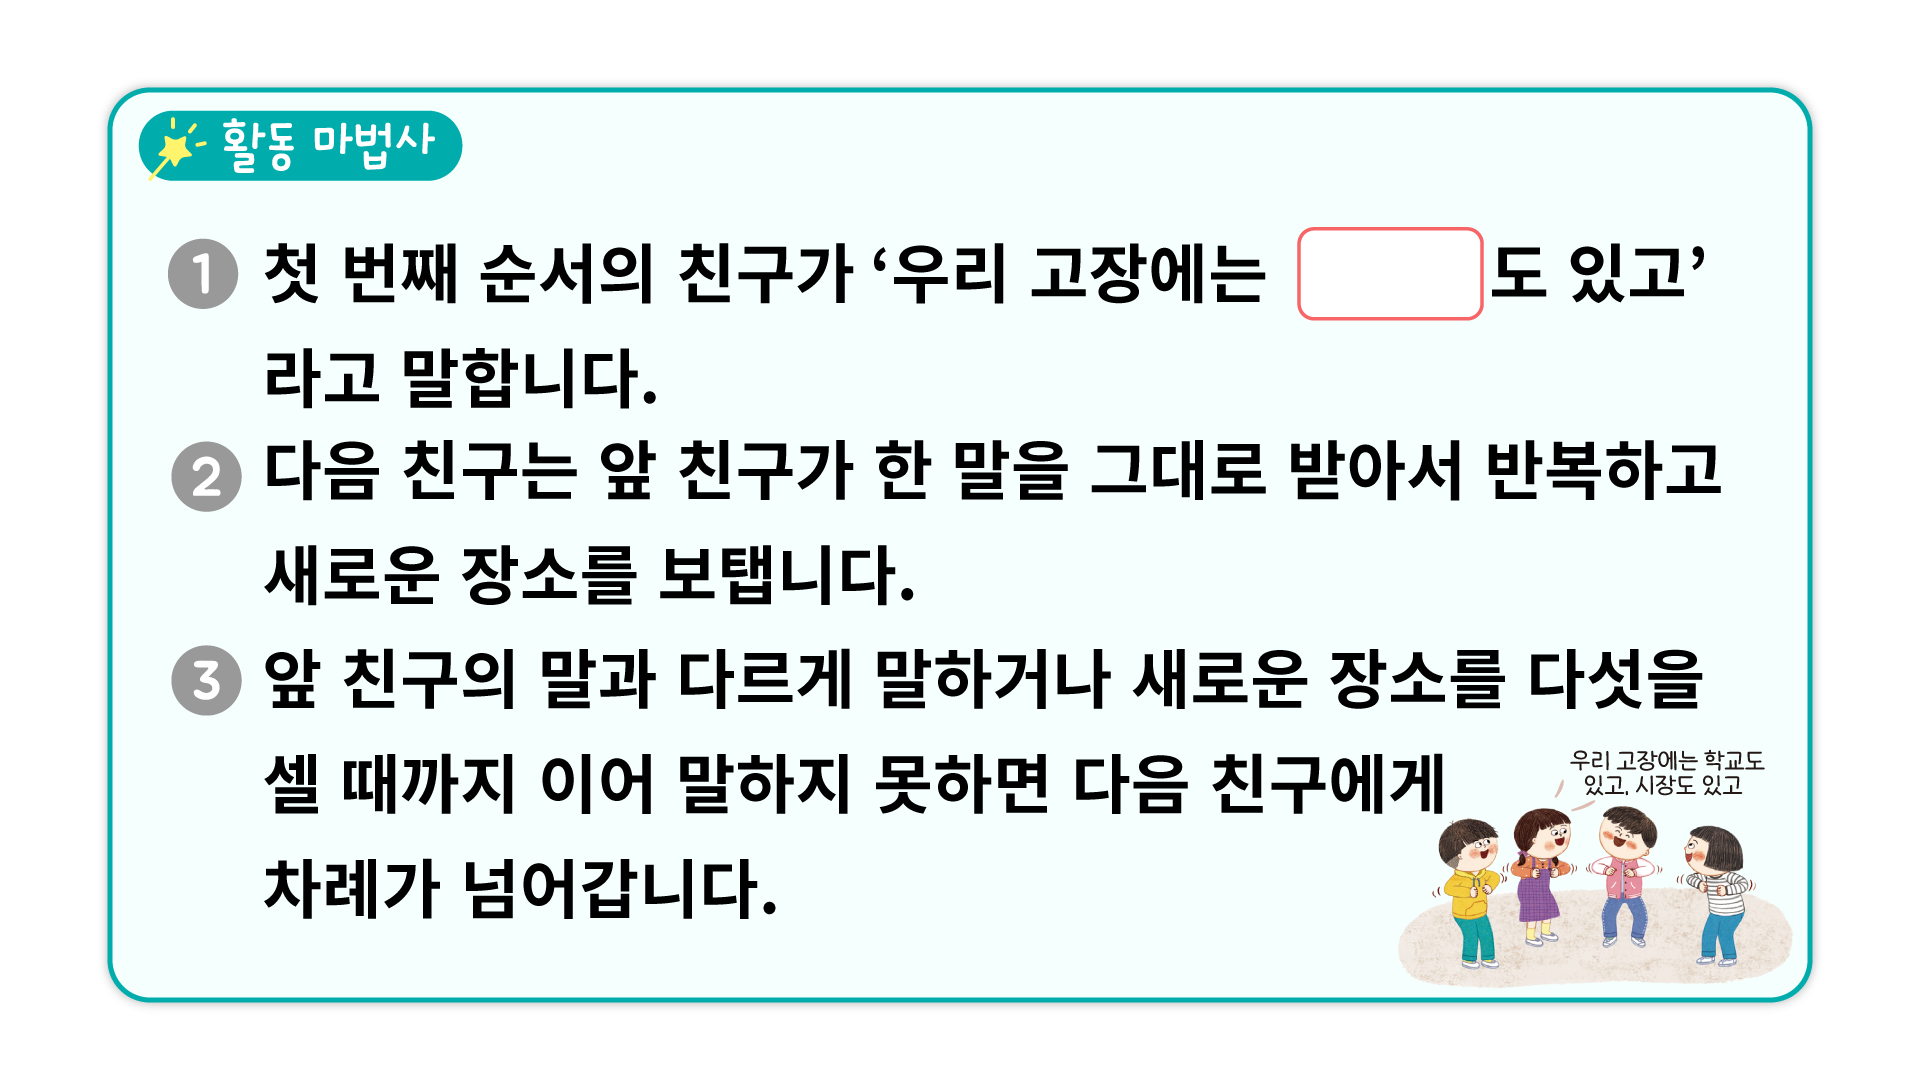 활동 마법사
1 첫 번째 순서의 친구가 ‘우리 고장에는 도 있고’
라고 말합니다.
2 다음 친구는 앞 친구가 한 말을 그대로 받아서 반복하고
새로운 장소를 보탭니다.
3 앞 친구의 말과 다르게 말하거나 새로운 장소를 다섯을
셀 때까지 이어 말하지 못하면 다음 친구에게
차례가 넘어갑니다.
우리 고장에는 학교도
있고, 시장도 있고